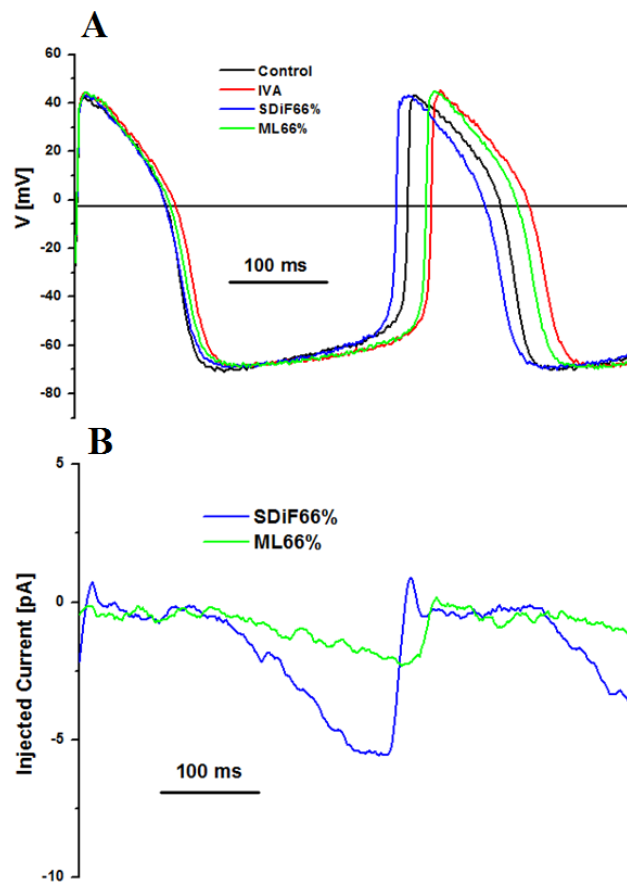 A
60
40
20
0
-20
-40
-60
-80
V [mV]
Control
IVA
SDiF66%
ML66%
100 ms
B
5
0
-5
-10
Injected Current [pA]
SDiF66%
ML66%
100 ms